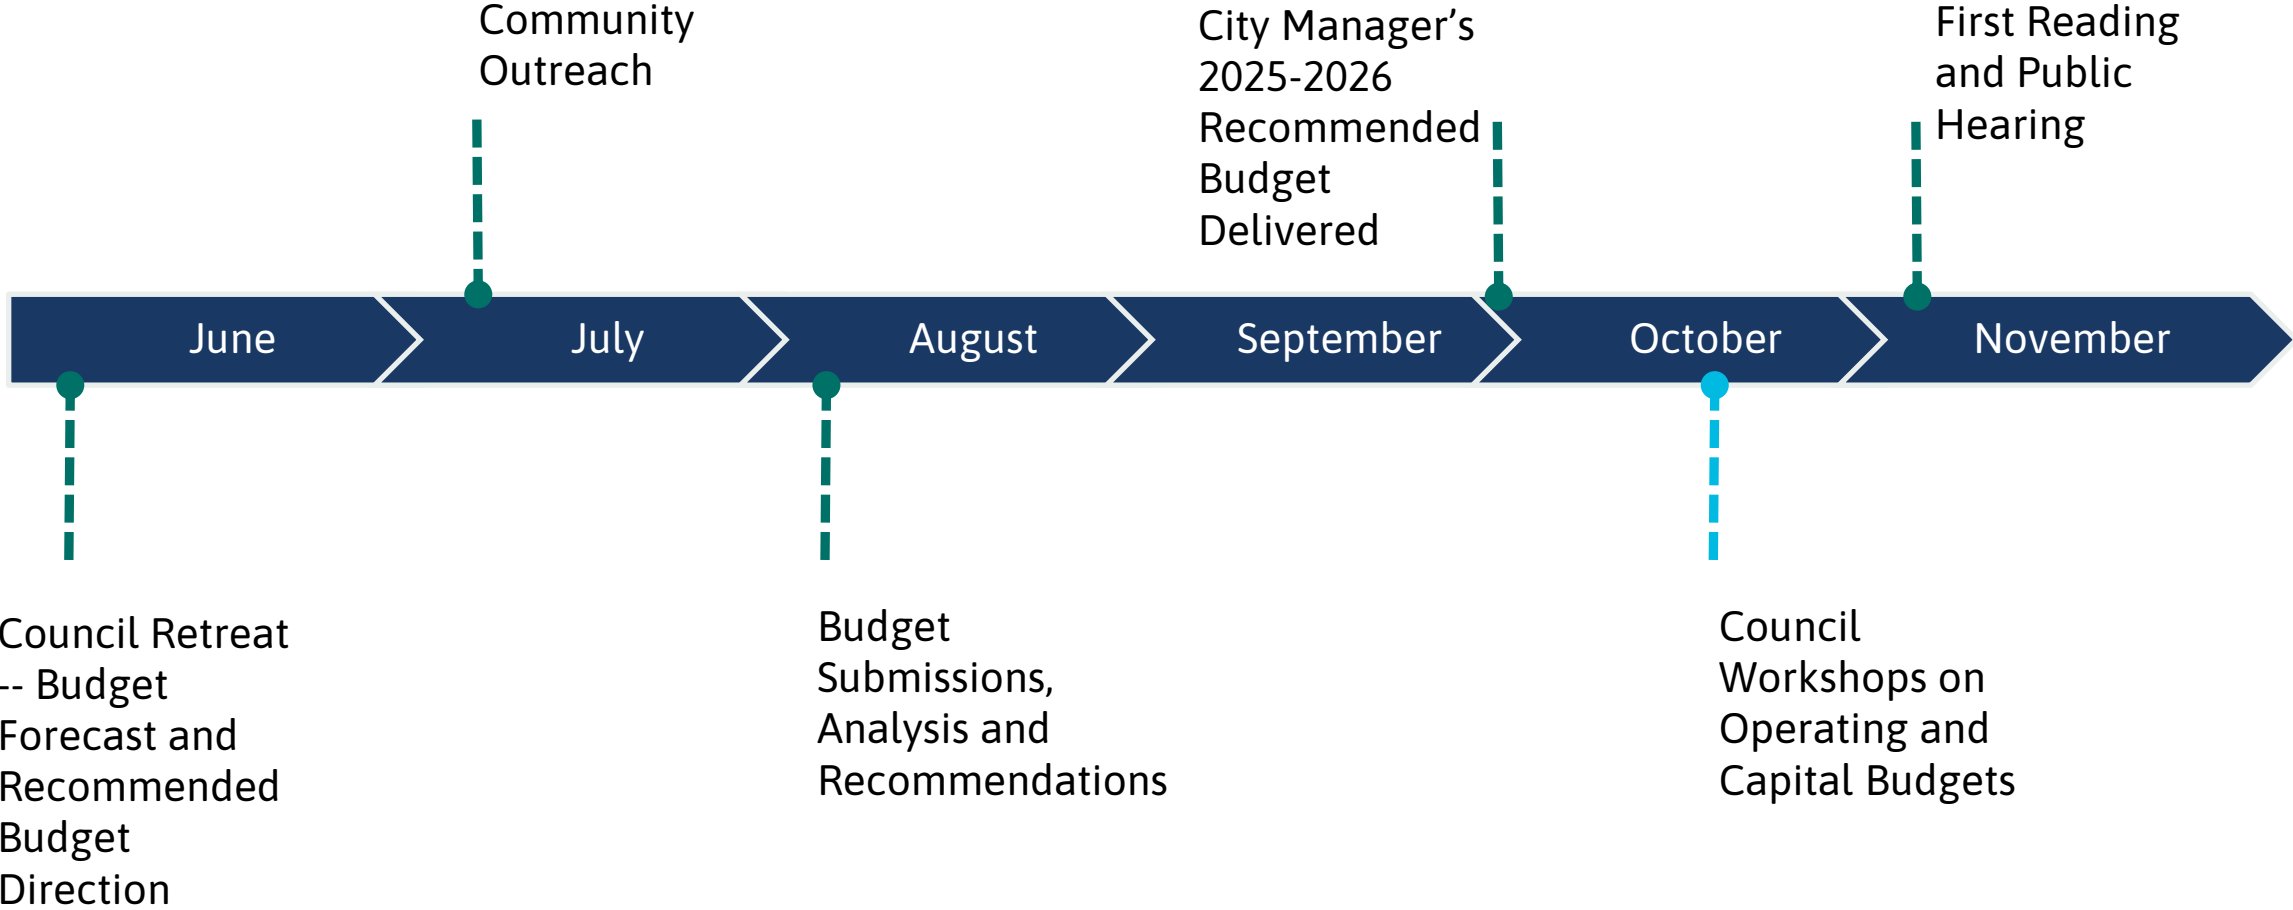 Community
Outreach
City Manager’s
2025-2026
Recommended
Budget
Delivered
First Reading
and Public
Hearing
June
July
August
September
October
November
Council Retreat
-- Budget
Forecast and
Recommended
Budget
Direction
Budget
Submissions,
Analysis and
Recommendations
Council
Workshops on
Operating and
Capital Budgets